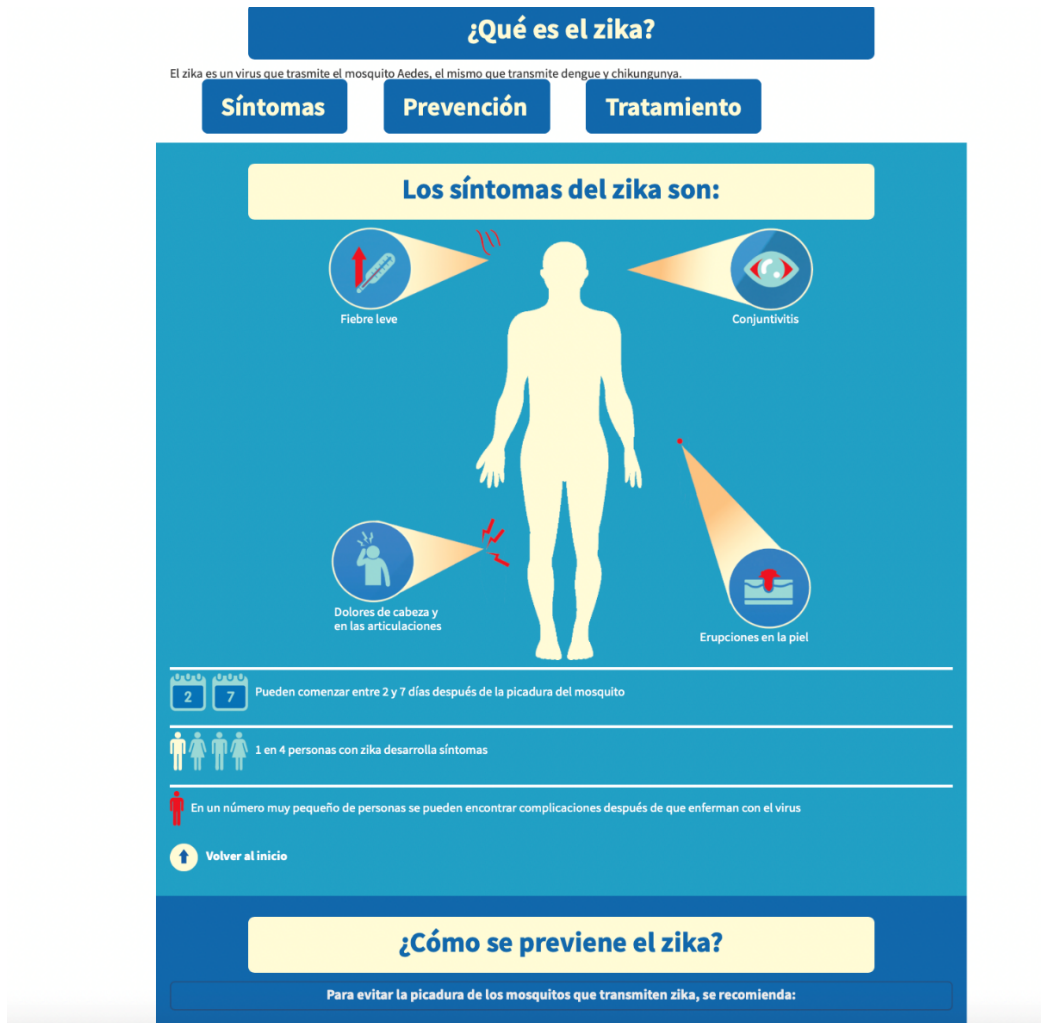 ¿Qué es el zika?
El zika es un virus que trasmite el mosquito Aedes, el mismo que transmite dengue y chikungunya.
Síntomas
Prevención
Tratamiento
Los síntomas del zika son:
Fiebre leve
Conjuntivitis
Dolores de cabeza y
en las articulaciones
Erupciones en la piel
2 7 Pueden comenzar entre 2 y 7 días después de la picadura del mosquito
1 en 4 personas con zika desarrolla síntomas
En un número muy pequeño de personas se pueden encontrar complicaciones después de que enferman con el virus
Volver al inicio
¿Cómo se previene el zika?
Para evitar la picadura de los mosquitos que transmiten zika, se recomienda: